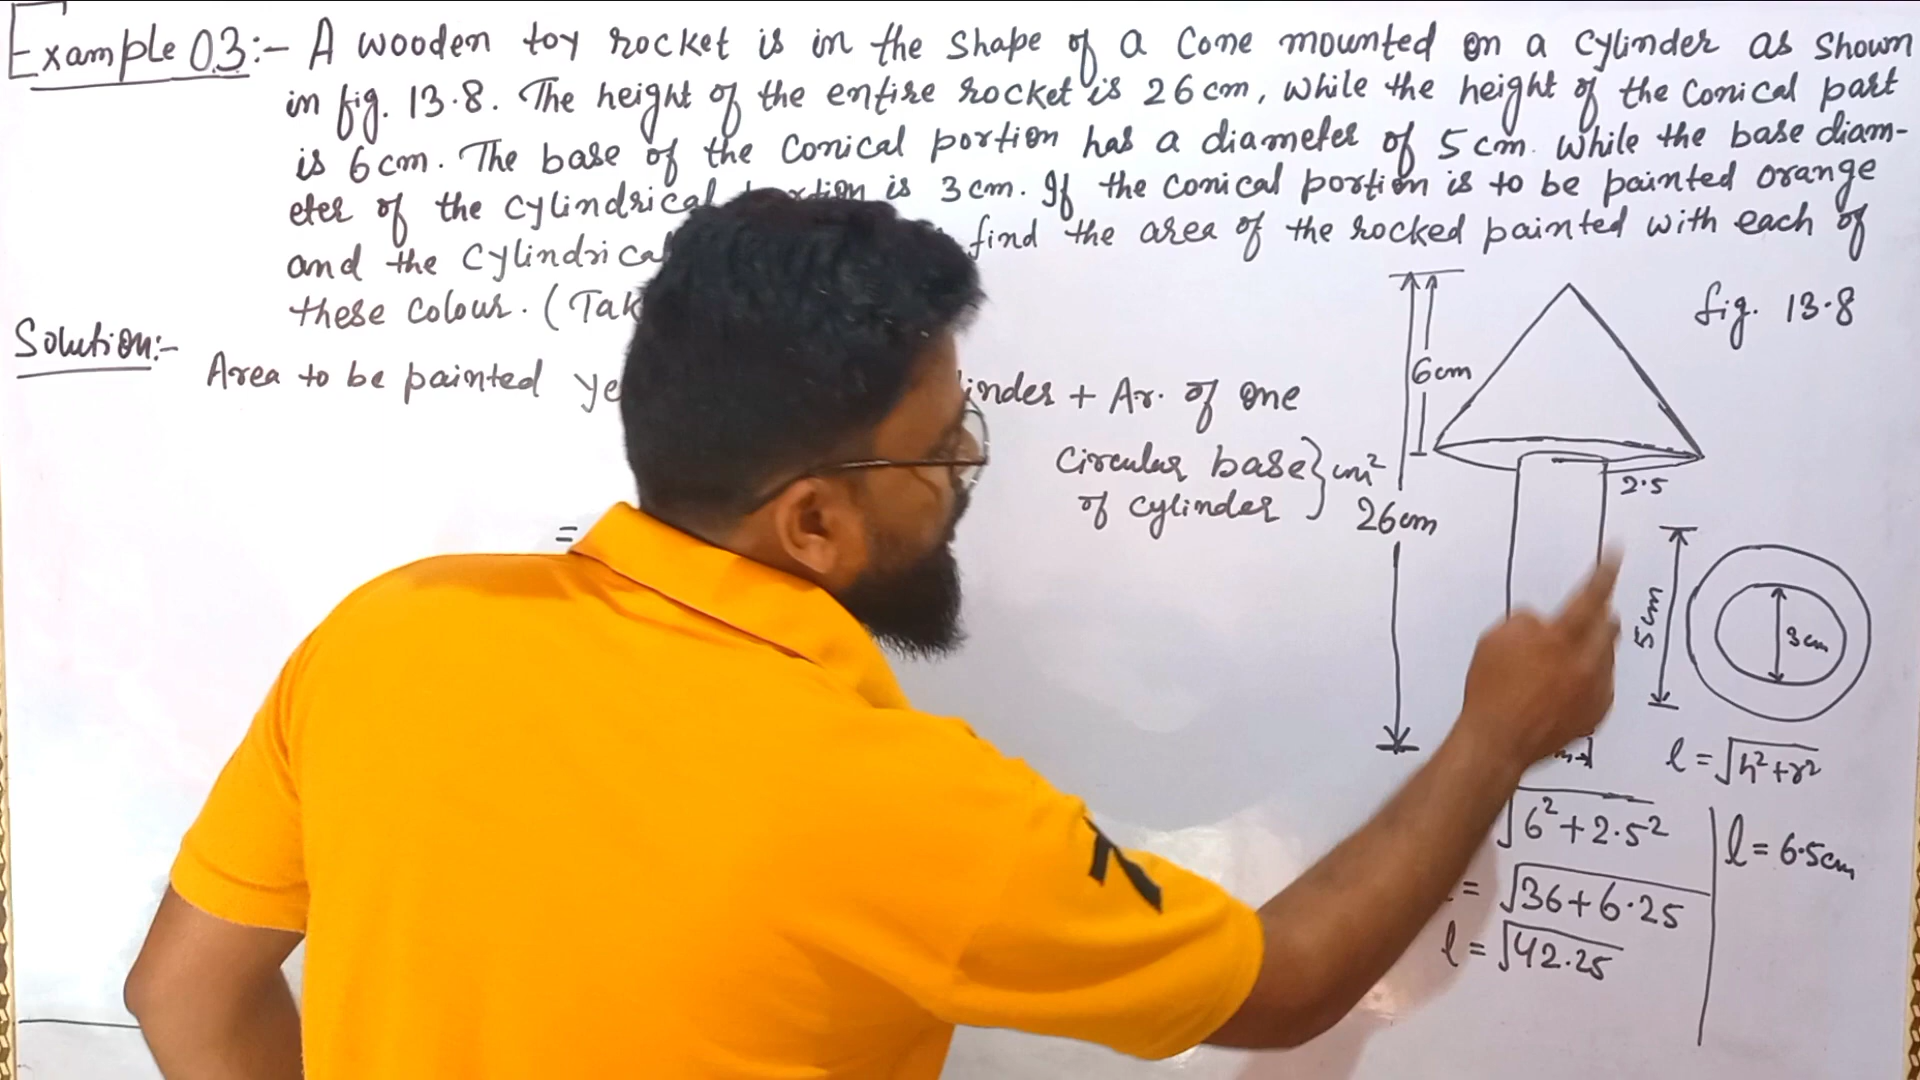 Example 03:- A wooden toy rocket is in the shape of a cone mounted on a cylinder as shown
in fig. 13.8. The height of the entire rocket is 26 cm, while the height of the conical part
is 6 cm. The base of the conical portion has a diameter of 5 cm. while the base diam-
eter of the cylindrical is 3 cm. If the conical portion is to be painted orange
and the cylindrical find the area of the rocked painted with each of
these colour. (
fig. 13.8
Solution:-
Area to be painted + Ar. of one
circular base} cm²
of cylinder
=
6cm
26cm
2.5
5cm
3cm
l = √h²+r²
√6²+2.5²
= √36+6.25
l = √42.25
l = 6.5cm